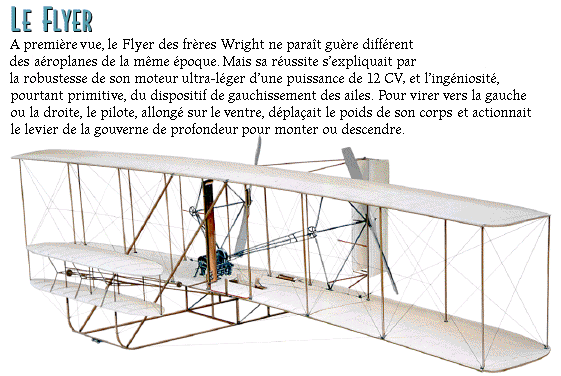 Le Flyer
A première vue, le Flyer des frères Wright ne paraît guère différent
des aéroplanes de la même époque. Mais sa réussite s'expliquait par
la robustesse de son moteur ultra-léger d'une puissance de 12 CV, et l'ingéniosité,
pourtant primitive, du dispositif de gauchissement des ailes. Pour virer vers la gauche
ou la droite, le pilote, allongé sur le ventre, déplaçait le poids de son corps et actionnait
le levier de la gouverne de profondeur pour monter ou descendre.